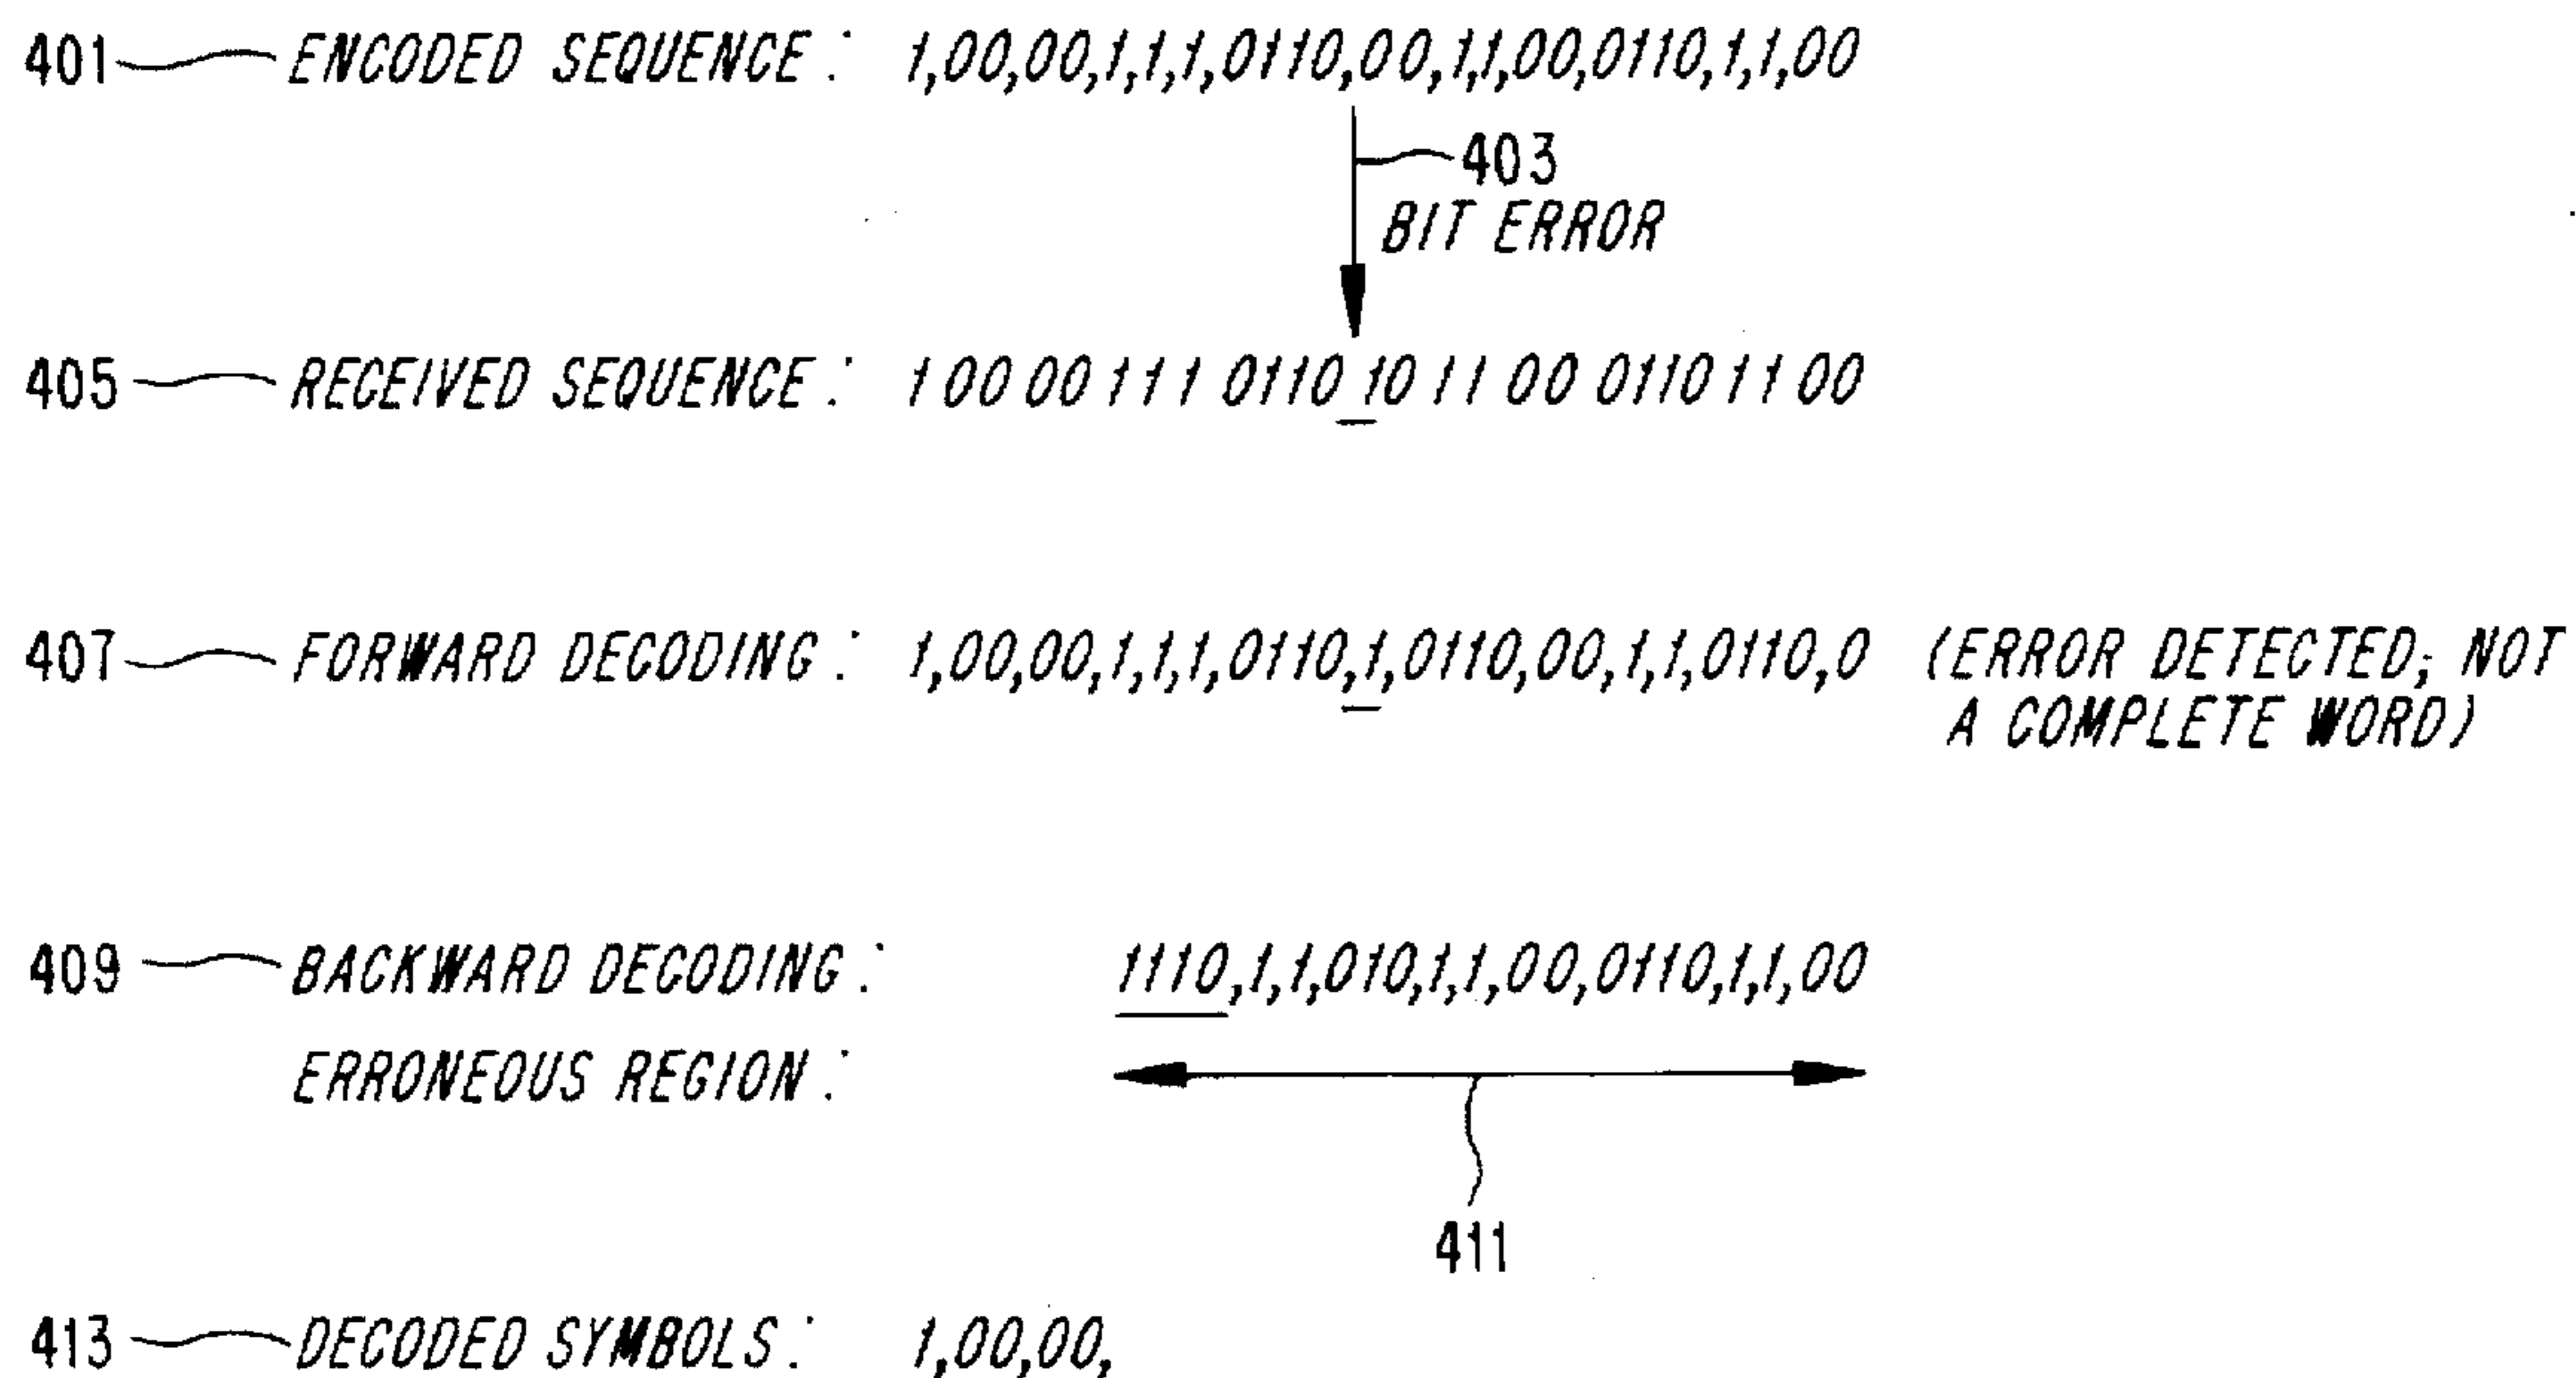 401 ENCODED SEQUENCE: 1,00,00,1,1,1,0110,00,1,1,00,0110,1,1,00
403
BIT ERROR
405 RECEIVED SEQUENCE: 1 00 00 1 1 1 0110 10 1 1 00 0110 1 1 00
407 FORWARD DECODING: 1,00,00,1,1,1,0110,1,0110,00,1,1,0110,0 (ERROR DETECTED; NOT
A COMPLETE WORD)
409 BACKWARD DECODING: 1110,1,1,010,1,1,00,0110,1,1,00
ERRONEOUS REGION:
411
413 DECODED SYMBOLS: 1,00,00,